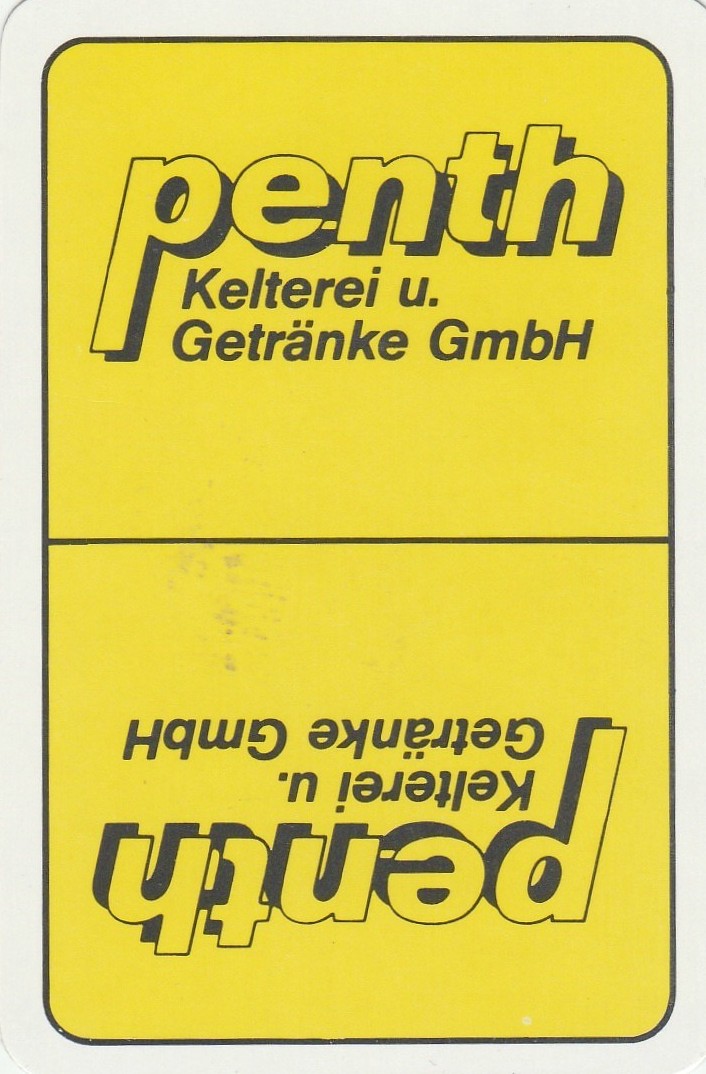 penth
Kelterei u.
Getränke GmbH
penth
Kelterei u.
Getränke GmbH